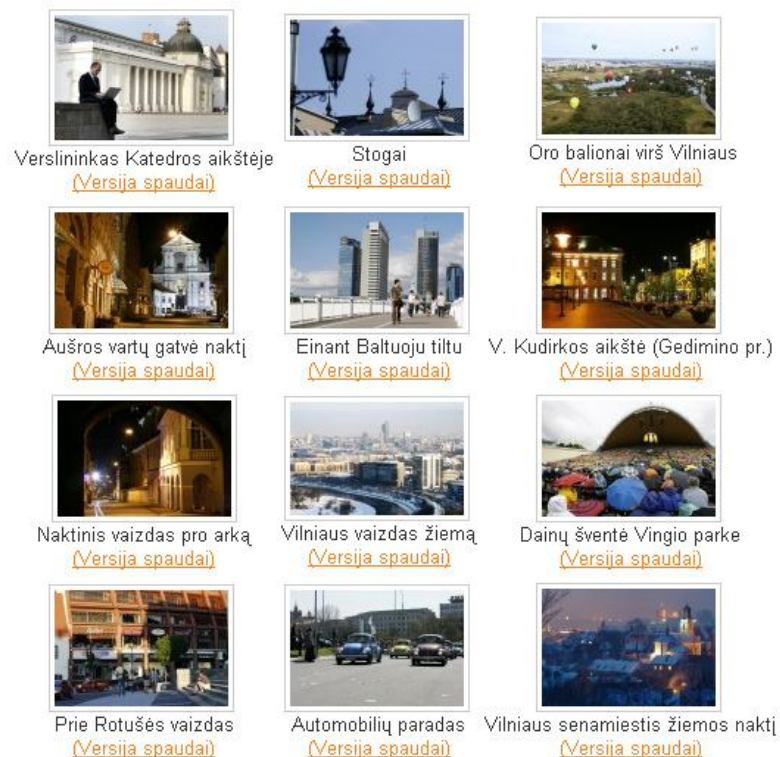 Verslininkas Katedros aikštėje
(Versija spaudai)
Stogai
(Versija spaudai)
Oro balionai virš Vilniaus
(Versija spaudai)
Aušros vartų gatvė naktį
(Versija spaudai)
Einant Baltuoju tiltu
(Versija spaudai)
V. Kudirkos aikštė (Gedimino pr.)
(Versija spaudai)
Naktinis vaizdas pro arką
(Versija spaudai)
Vilniaus vaizdas žiemą
(Versija spaudai)
Dainų šventė Vingio parke
(Versija spaudai)
Prie Rotušės vaizdas
(Versija spaudai)
Automobilių paradas
(Versija spaudai)
Vilniaus senamiestis žiemos naktį
(Versija spaudai)